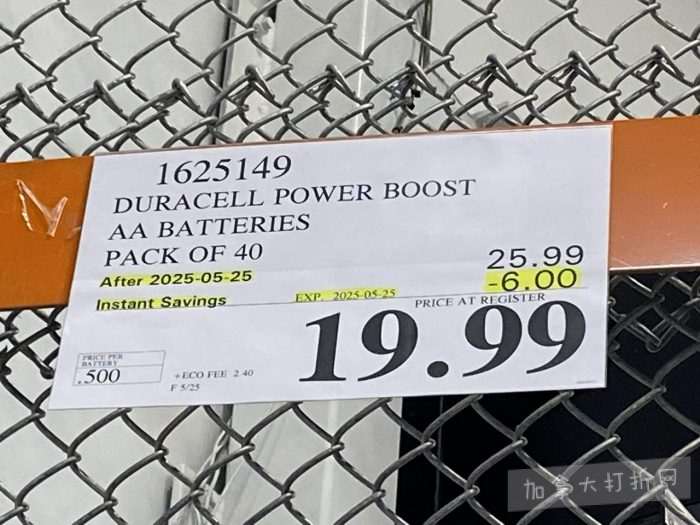 1625149
DURACELL POWER BOOST
AA BATTERIES
PACK OF 40
25.99
After 2025-05-25
-6.00
Instant Savings
EXP. 2025-05-25
PRICE AT REGISTER
19.99
PRICE PER
BATTERY
.500
+ECO FEE 2.40
F 5/25
加拿大打折网